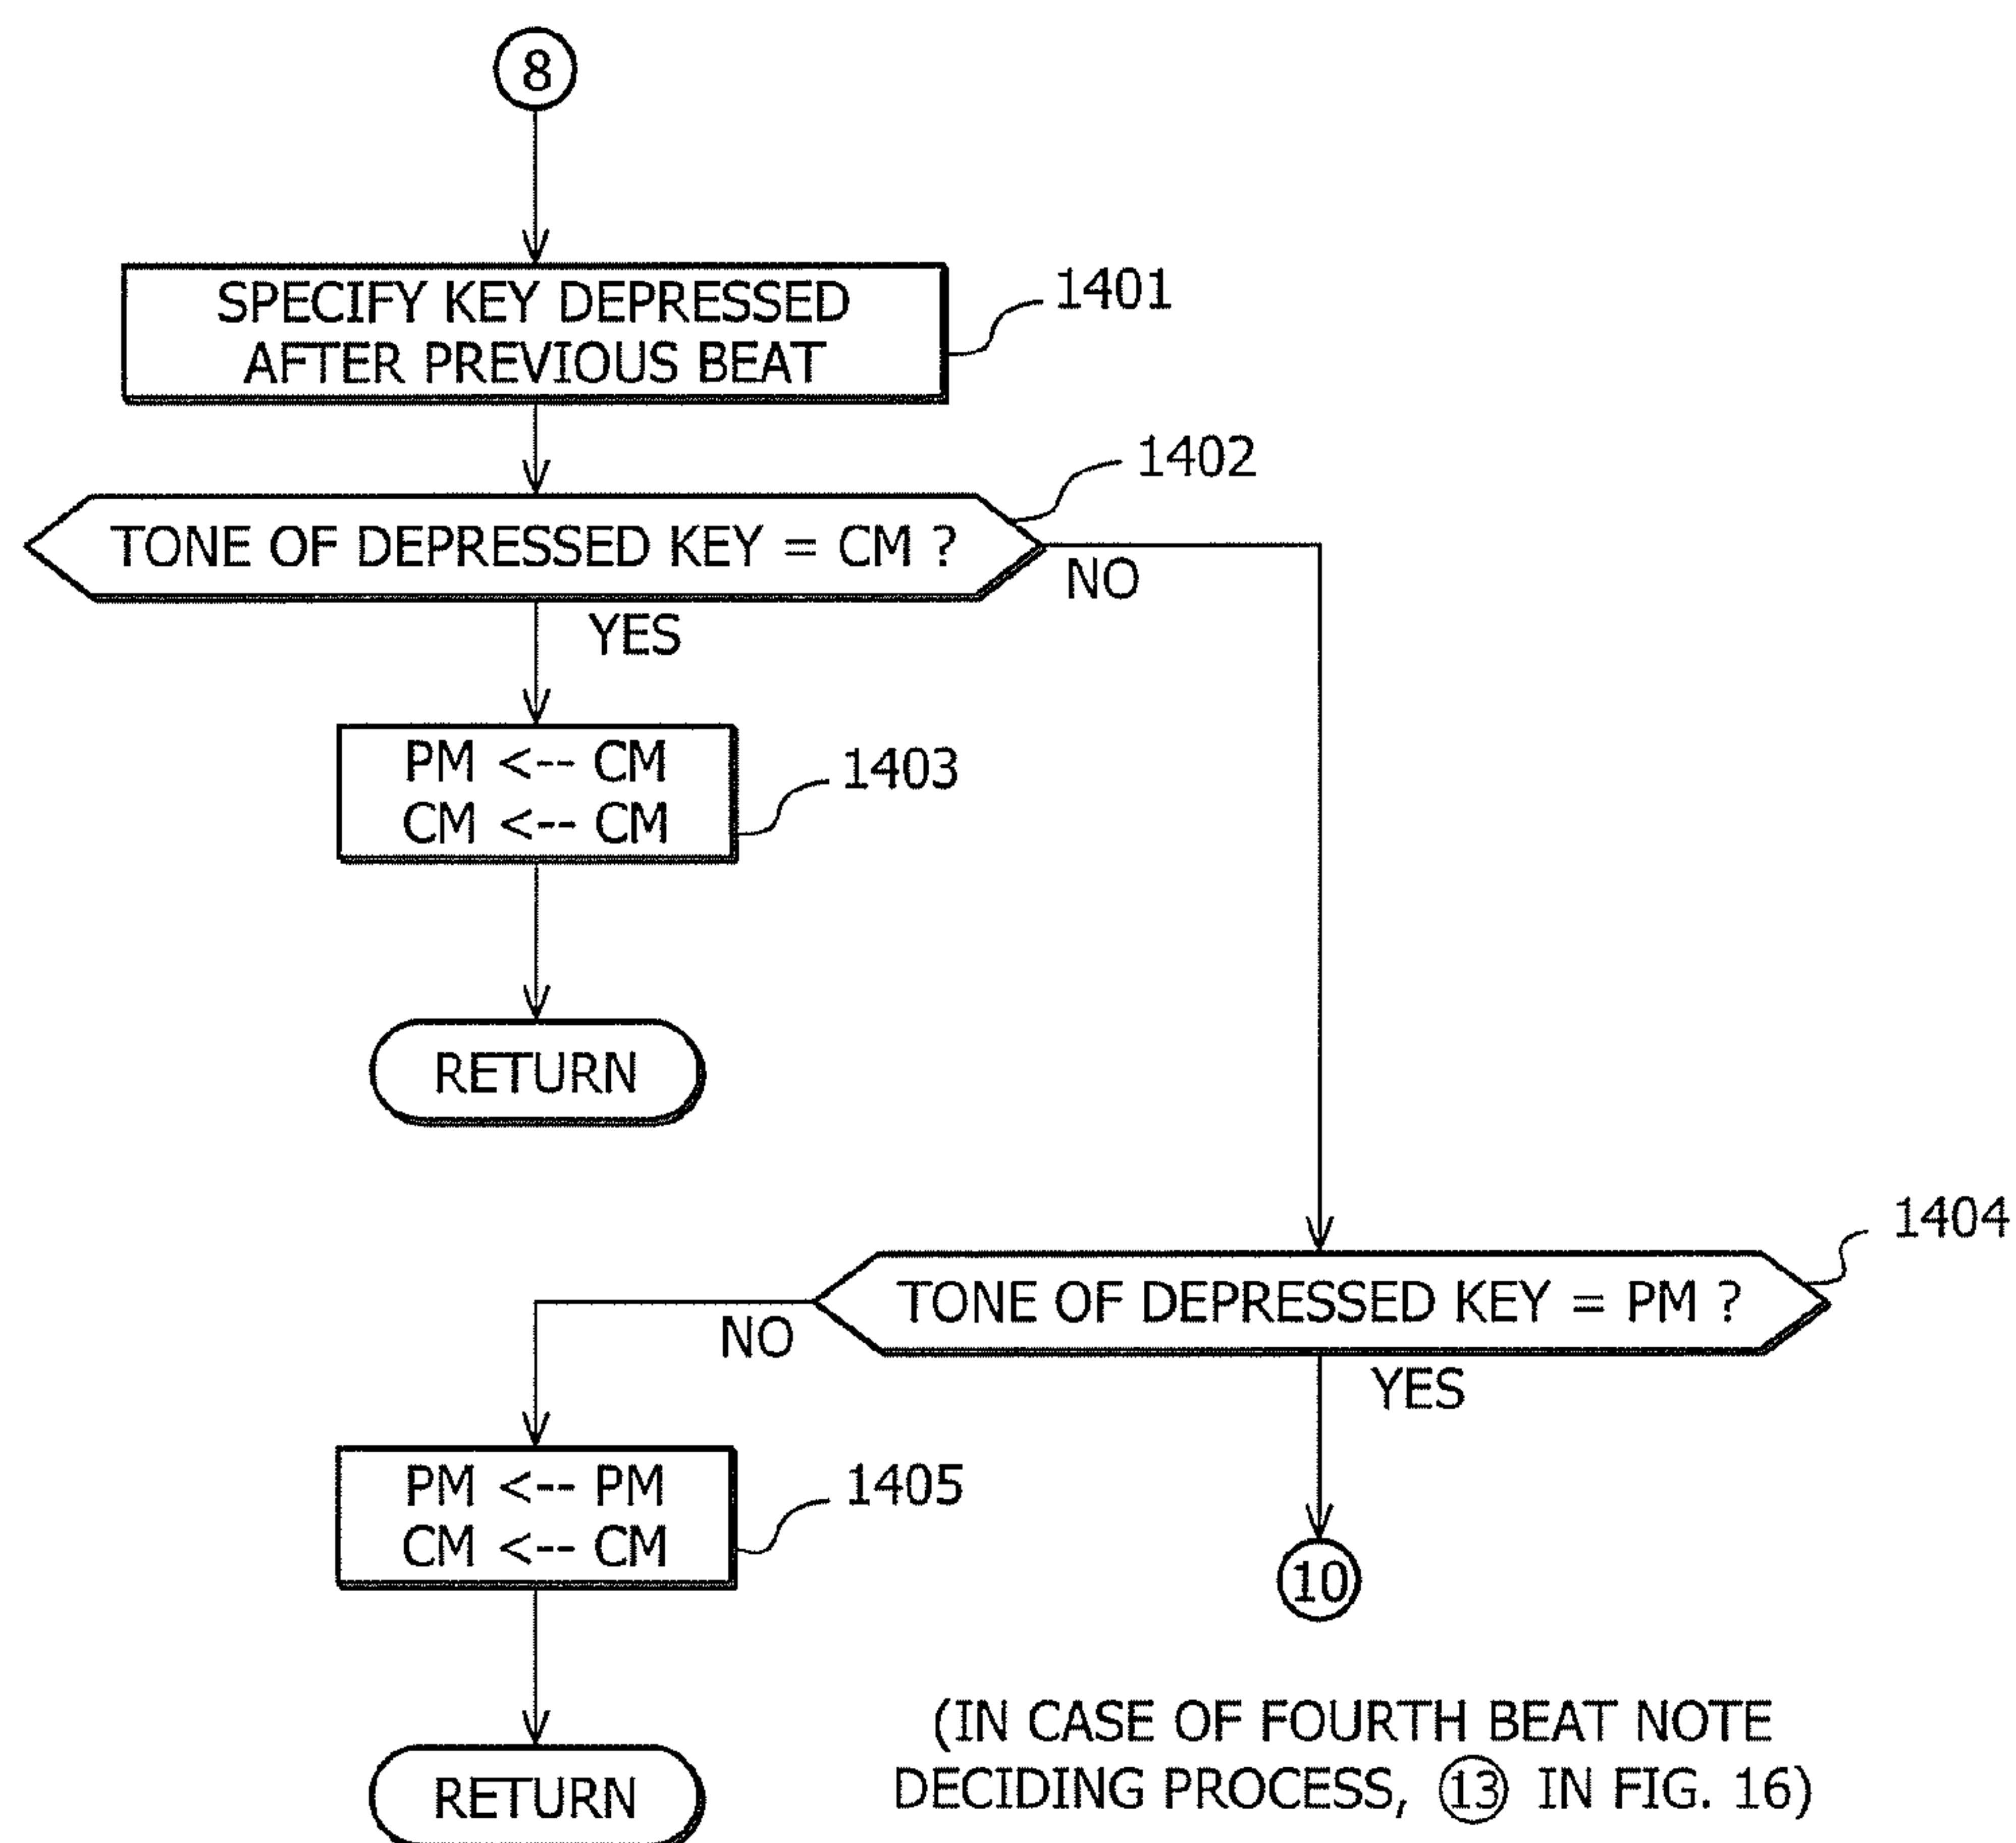 8
SPECIFY KEY DEPRESSED
AFTER PREVIOUS BEAT
1401
TONE OF DEPRESSED KEY = CM ?
1402
NO
YES
PM <-- CM
CM <-- CM
1403
RETURN
TONE OF DEPRESSED KEY = PM ?
1404
NO
YES
PM <-- PM
CM <-- CM
1405
10
RETURN
(IN CASE OF FOURTH BEAT NOTE
DECIDING PROCESS, 13 IN FIG. 16)